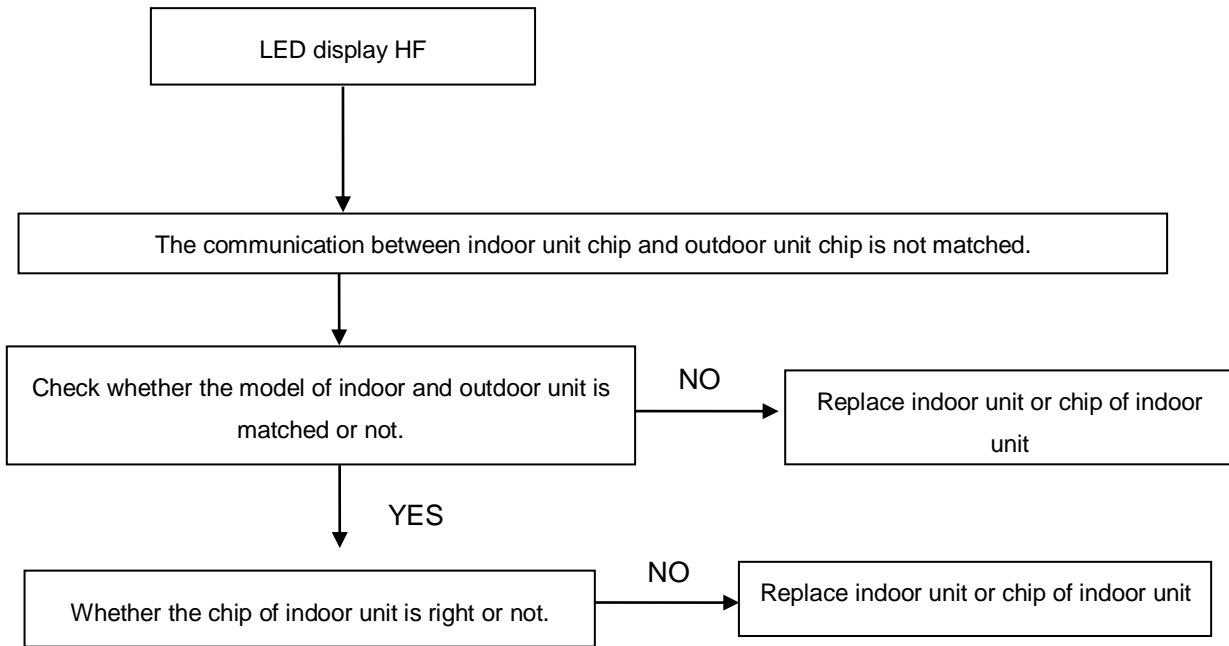 LED display HF
The communication between indoor unit chip and outdoor unit chip is not matched.
Check whether the model of indoor and outdoor unit is
matched or not.
NO
Replace indoor unit or chip of indoor
unit
YES
Whether the chip of indoor unit is right or not.
NO
Replace indoor unit or chip of indoor unit